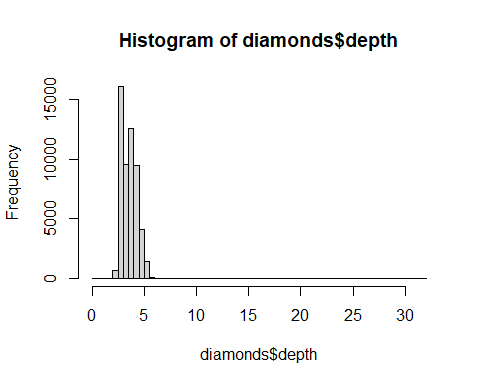 Histogram of diamonds$depth
Frequency
15000
10000
5000
0
0 5 10 15 20 25 30
diamonds$depth